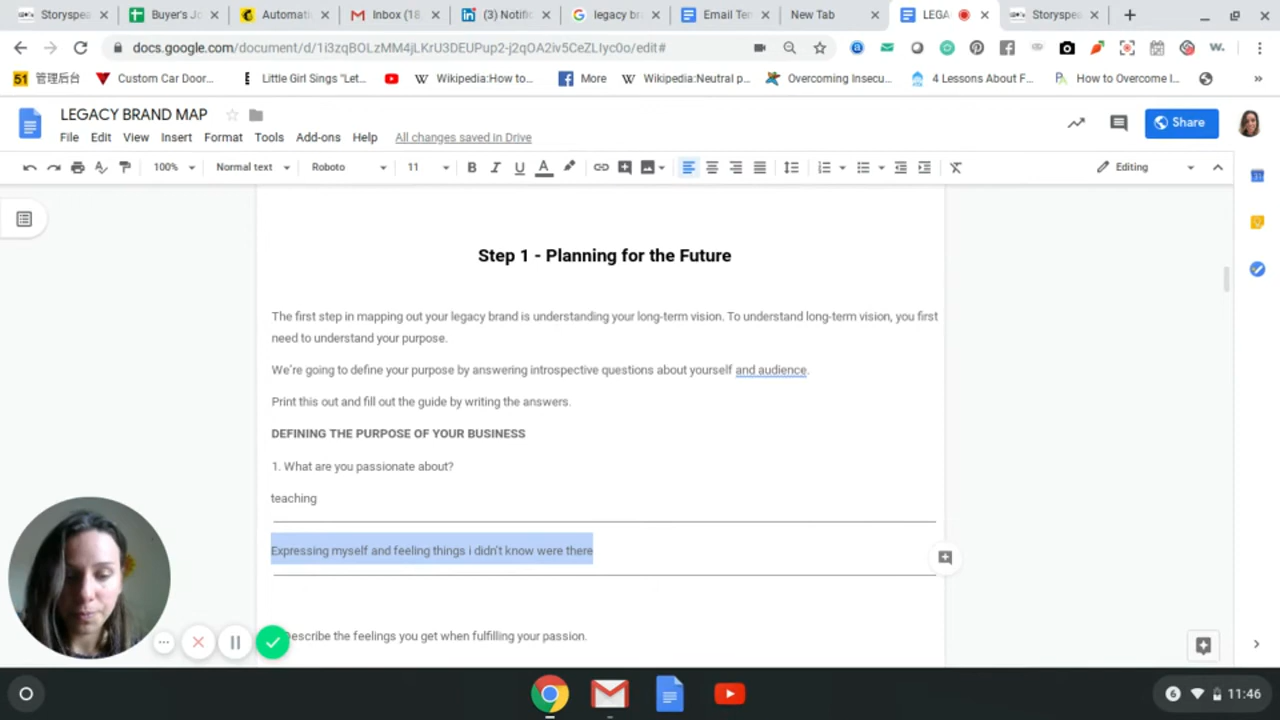 Storyspea
Buyer's Jo
Automati
Inbox (18
(3) Notific
legacy bra
Email Ten
New Tab
LEGA
Storyspea
docs.google.com/document/d/1i3zqBOLzMM4jLKrU3DEUPup2-j2qOA2iv5CeZLIyc0o/edit#
51 管理后台
Custom Car Door...
Little Girl Sings "Let...
Wikipedia:How to...
More
Wikipedia:Neutral p...
Overcoming Insecu...
4 Lessons About F...
How to Overcome I...
»
LEGACY BRAND MAP
Share
File Edit View Insert Format Tools Add-ons Help All changes saved in Drive
100% Normal text Roboto 11 B I U A Editing
Step 1 - Planning for the Future
The first step in mapping out your legacy brand is understanding your long-term vision. To understand long-term vision, you first
need to understand your purpose.
We're going to define your purpose by answering introspective questions about yourself and audience.
Print this out and fill out the guide by writing the answers.
DEFINING THE PURPOSE OF YOUR BUSINESS
1. What are you passionate about?
teaching
Expressing myself and feeling things i didn't know were there
Describe the feelings you get when fulfilling your passion.
6 11:46